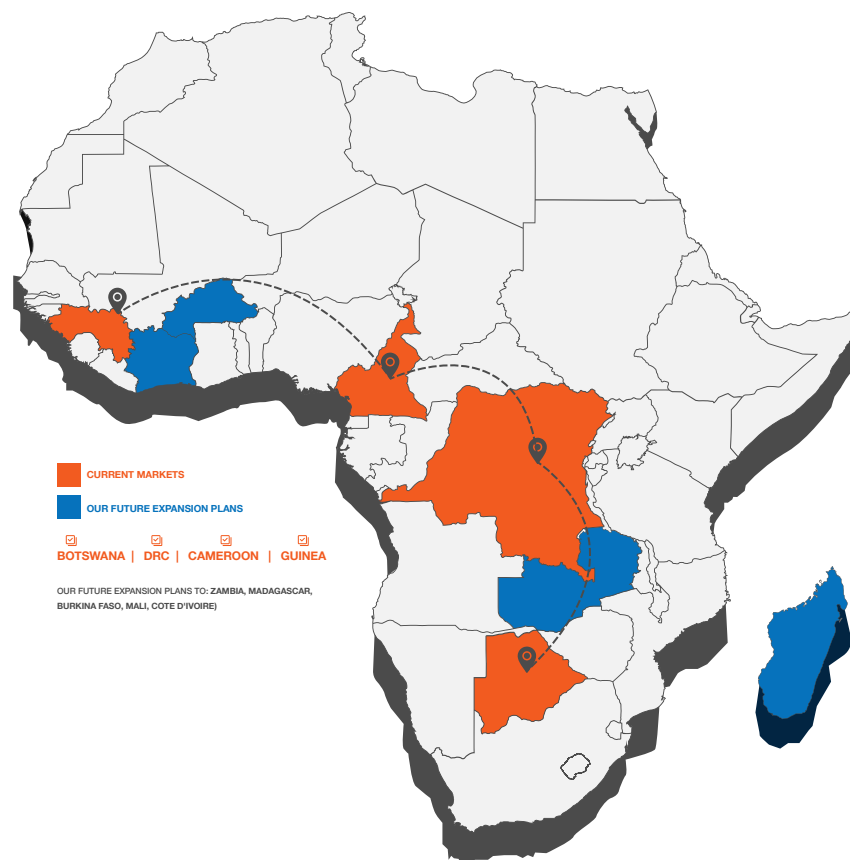 CURRENT MARKETS
OUR FUTURE EXPANSION PLANS
BOTSWANA | DRC | CAMEROON | GUINEA
OUR FUTURE EXPANSION PLANS TO: ZAMBIA, MADAGASCAR,
BURKINA FASO, MALI, COTE D'IVOIRE)